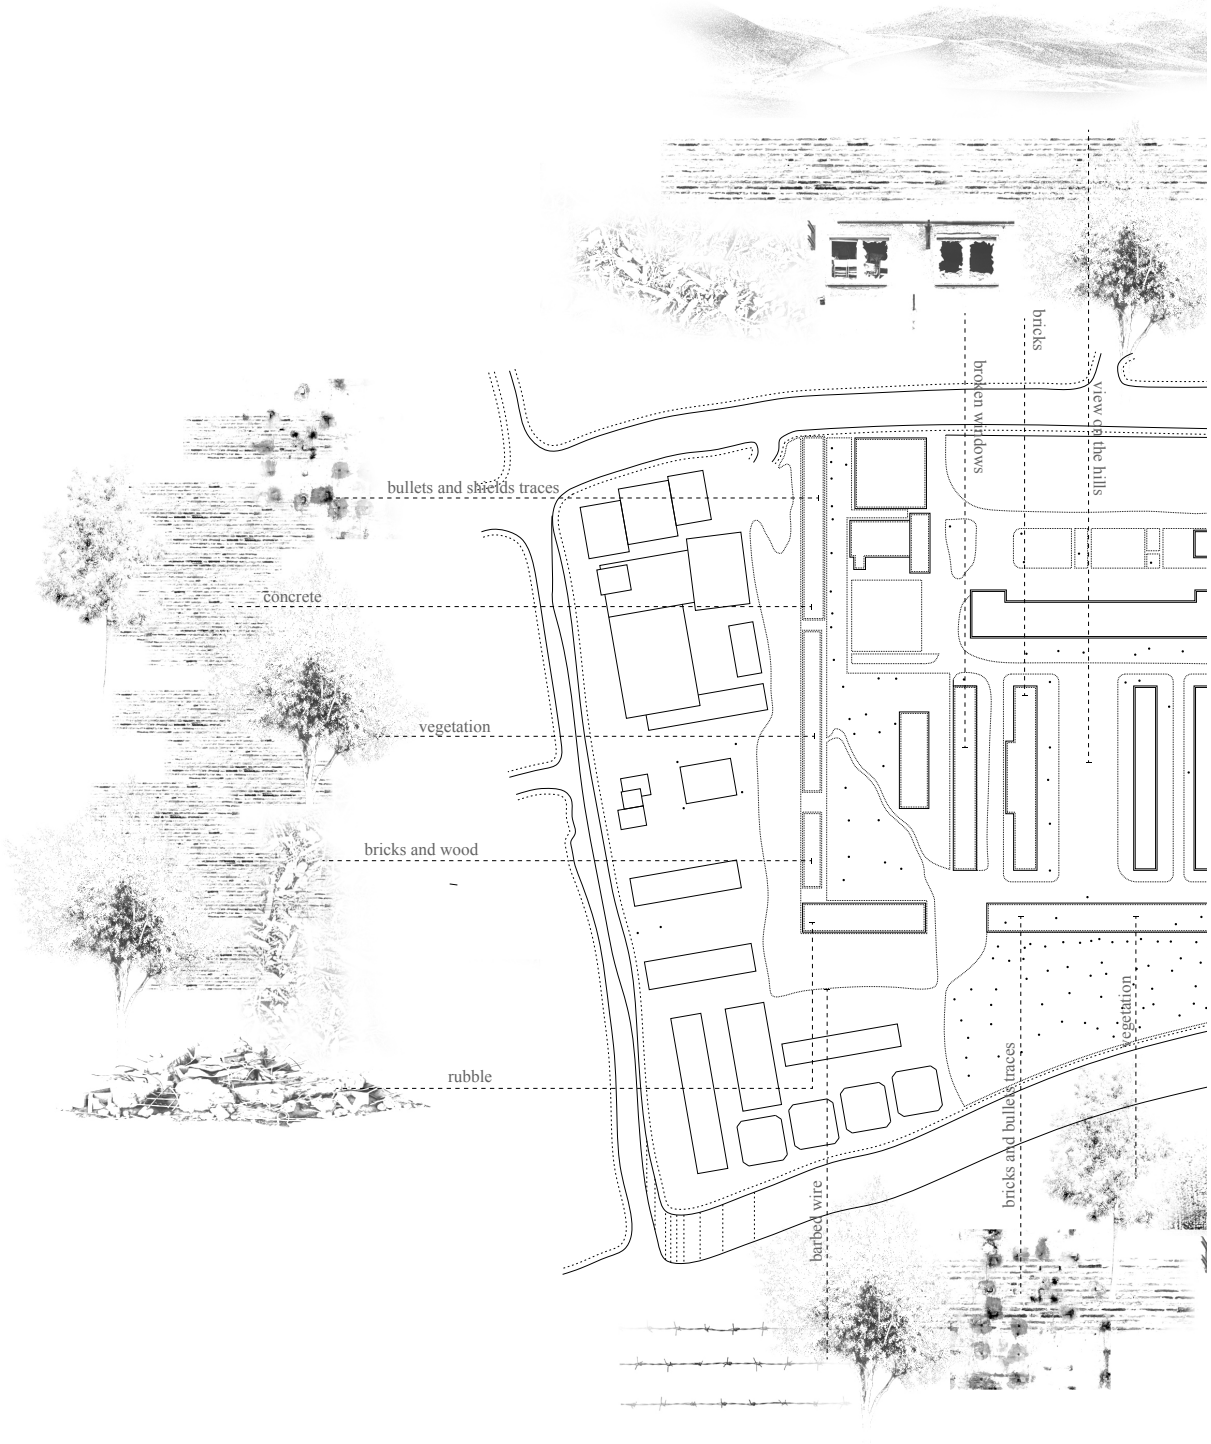 bricks
broken windows
view on the hills
bullets and shields traces
concrete
vegetation
bricks and wood
rubble
vegetation
bricks and bullets traces
barbed wire